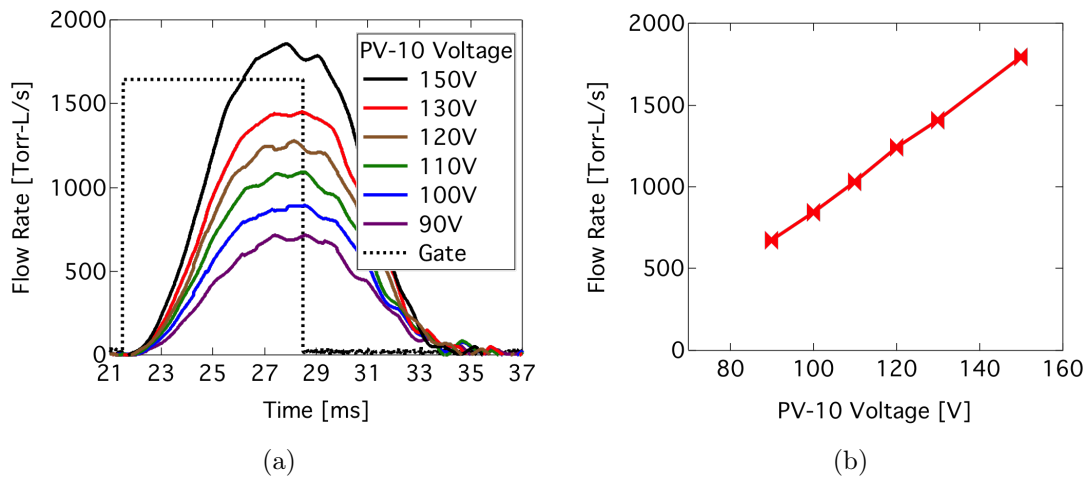 2000
1500
1000
500
0
Flow Rate [Torr-L/s]
PV-10 Voltage
150V
130V
120V
110V
100V
90V
Gate
21 23 25 27 29 31 33 35 37
Time [ms]
(a)
2000
1500
1000
500
0
Flow Rate [Torr-L/s]
80 100 120 140 160
PV-10 Voltage [V]
(b)